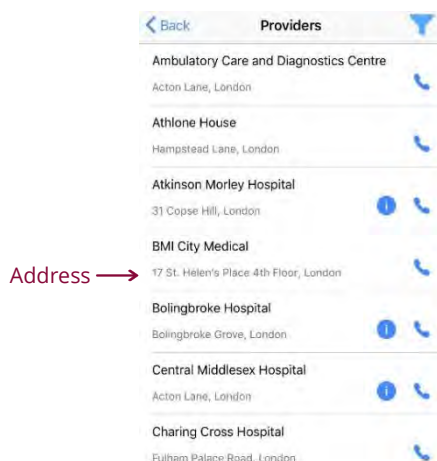 Back Providers
Ambulatory Care and Diagnostics Centre
Acton Lane, London
Athlone House
Hampstead Lane, London
Atkinson Morley Hospital
31 Copse Hill, London
BMI City Medical
Address 17 St. Helen's Place 4th Floor, London
Bolingbroke Hospital
Bolingbroke Grove, London
Central Middlesex Hospital
Acton Lane, London
Charing Cross Hospital
Fulham Palace Road, London